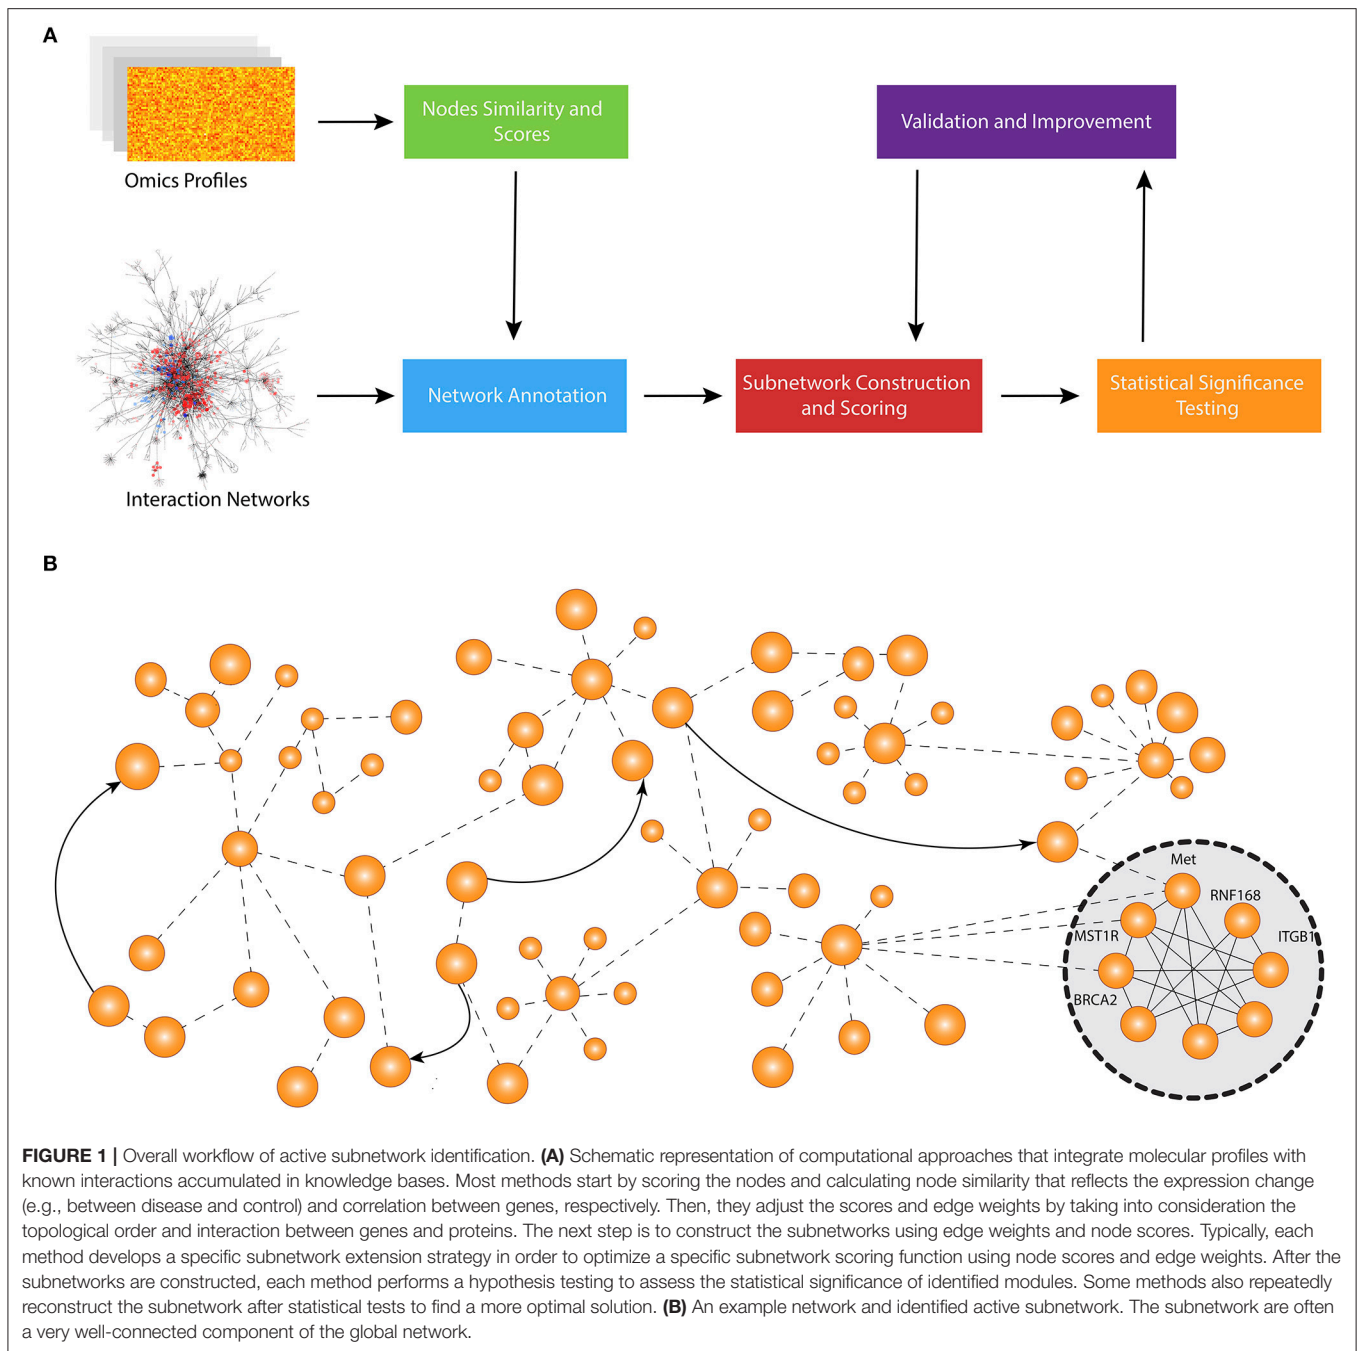 A
Omics Profiles
Nodes Similarity and
Scores
Validation and Improvement
Interaction Networks
Network Annotation
Subnetwork Construction
and Scoring
Statistical Significance
Testing
B
Met
RNF168
MST1R
ITGB1
BRCA2
FIGURE 1 | Overall workflow of active subnetwork identification. (A) Schematic representation of computational approaches that integrate molecular profiles with
known interactions accumulated in knowledge bases. Most methods start by scoring the nodes and calculating node similarity that reflects the expression change
(e.g., between disease and control) and correlation between genes, respectively. Then, they adjust the scores and edge weights by taking into consideration the
topological order and interaction between genes and proteins. The next step is to construct the subnetworks using edge weights and node scores. Typically, each
method develops a specific subnetwork extension strategy in order to optimize a specific subnetwork scoring function using node scores and edge weights. After the
subnetworks are constructed, each method performs a hypothesis testing to assess the statistical significance of identified modules. Some methods also repeatedly
reconstruct the subnetwork after statistical tests to find a more optimal solution. (B) An example network and identified active subnetwork. The subnetwork are often
a very well-connected component of the global network.